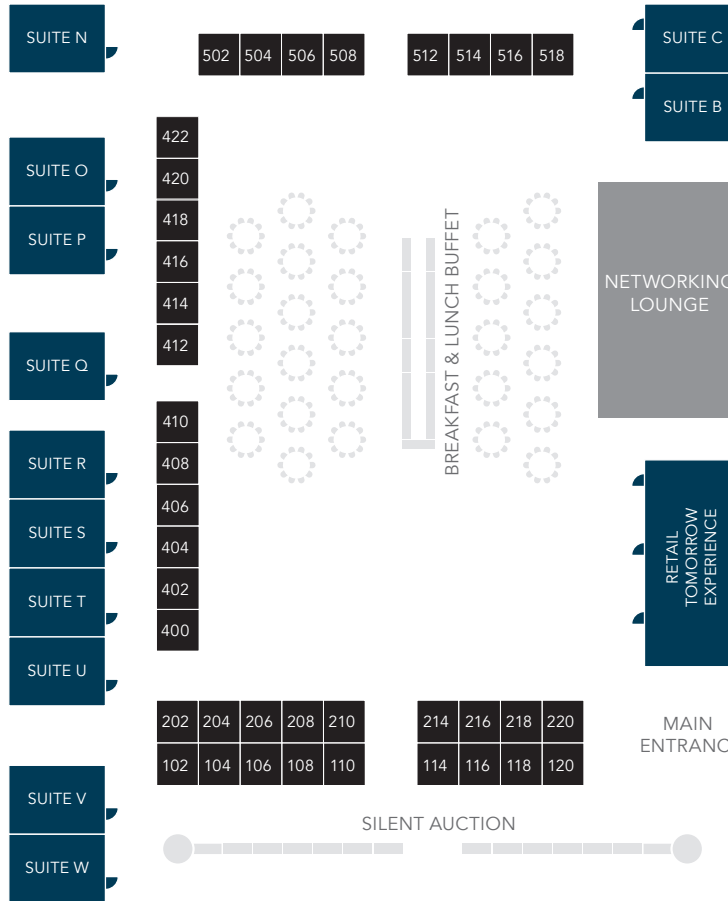 SUITE N
502 504 506 508
512 514 516 518
SUITE C
SUITE B
SUITE O
SUITE P
SUITE Q
SUITE R
SUITE S
SUITE T
SUITE U
SUITE V
SUITE W
422
420
418
416
414
412
410
408
406
404
402
400
BREAKFAST & LUNCH BUFFET
NETWORKING
LOUNGE
RETAIL
TOMORROW
EXPERIENCE
202 204 206 208 210
102 104 106 108 110
214 216 218 220
114 116 118 120
MAIN
ENTRANC
SILENT AUCTION